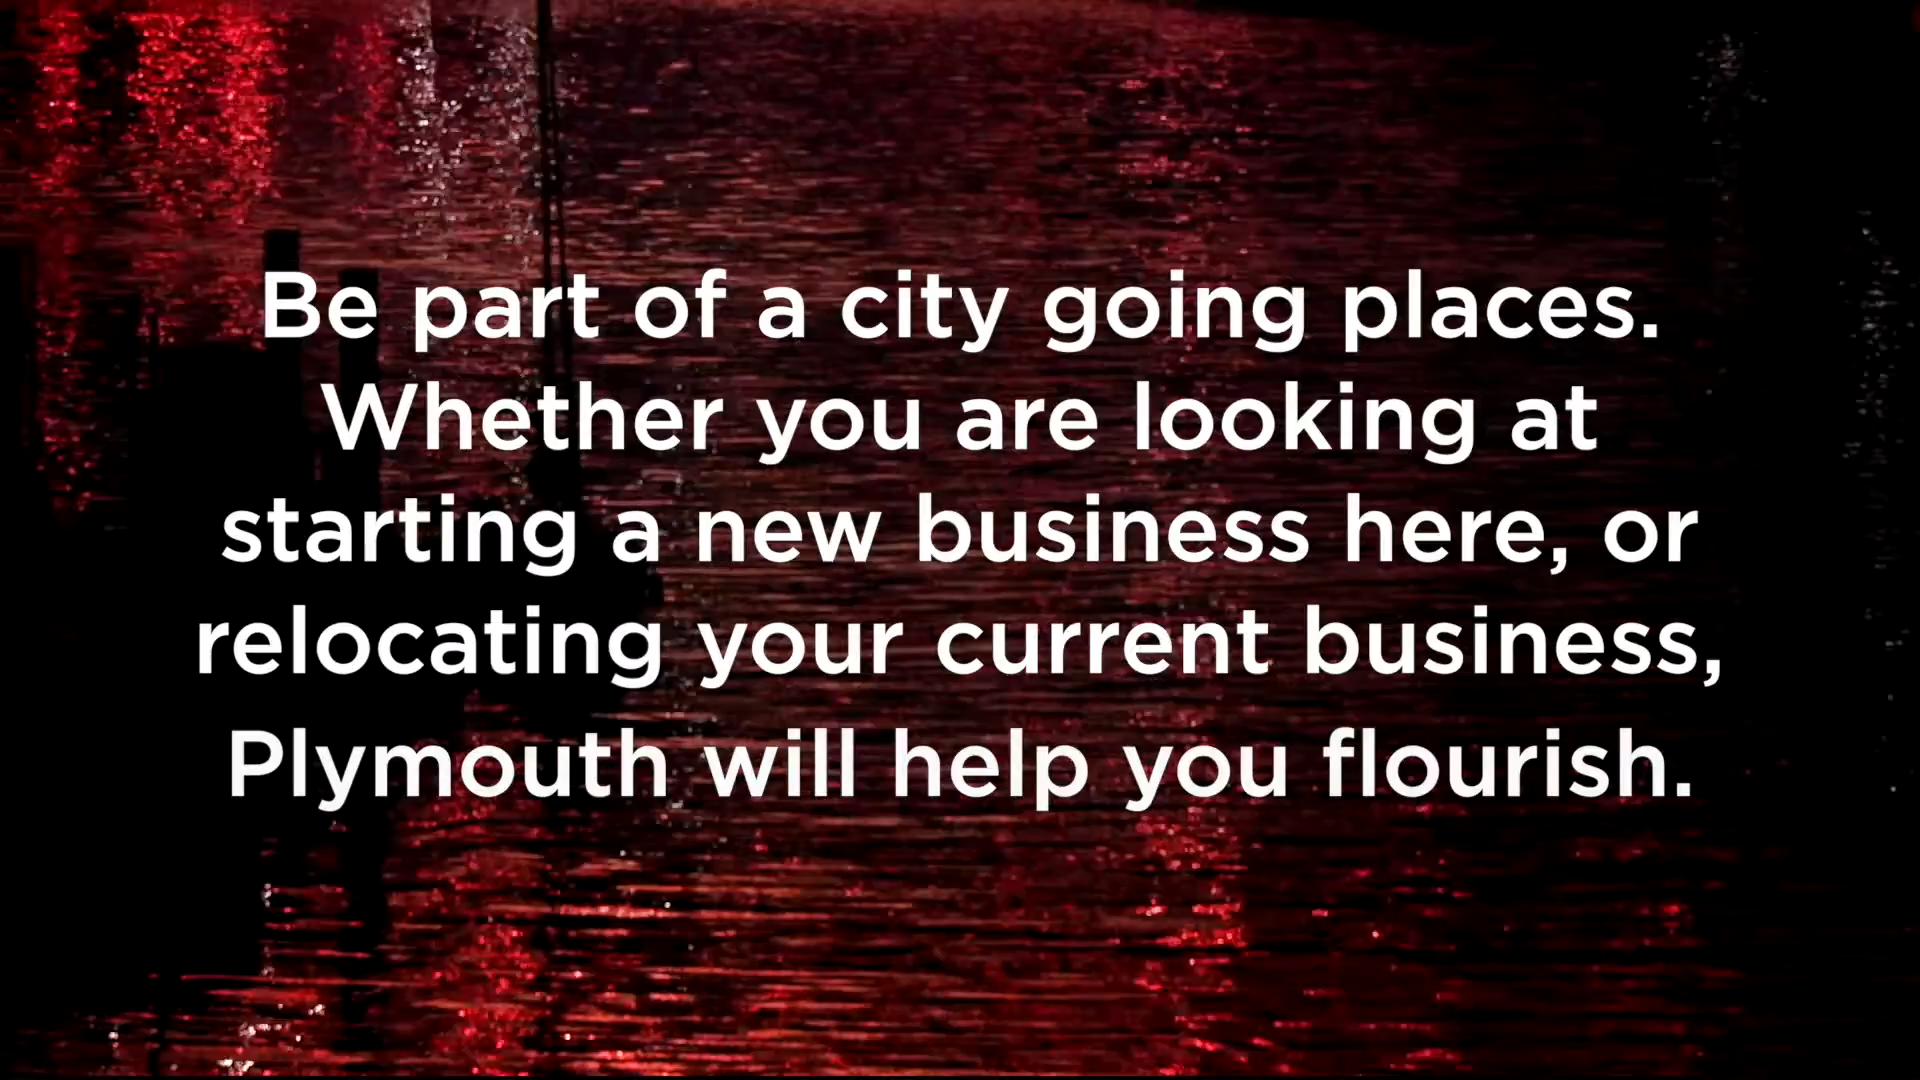 Be part of a city going places.
Whether you are looking at
starting a new business here, or
relocating your current business,
Plymouth will help you flourish.